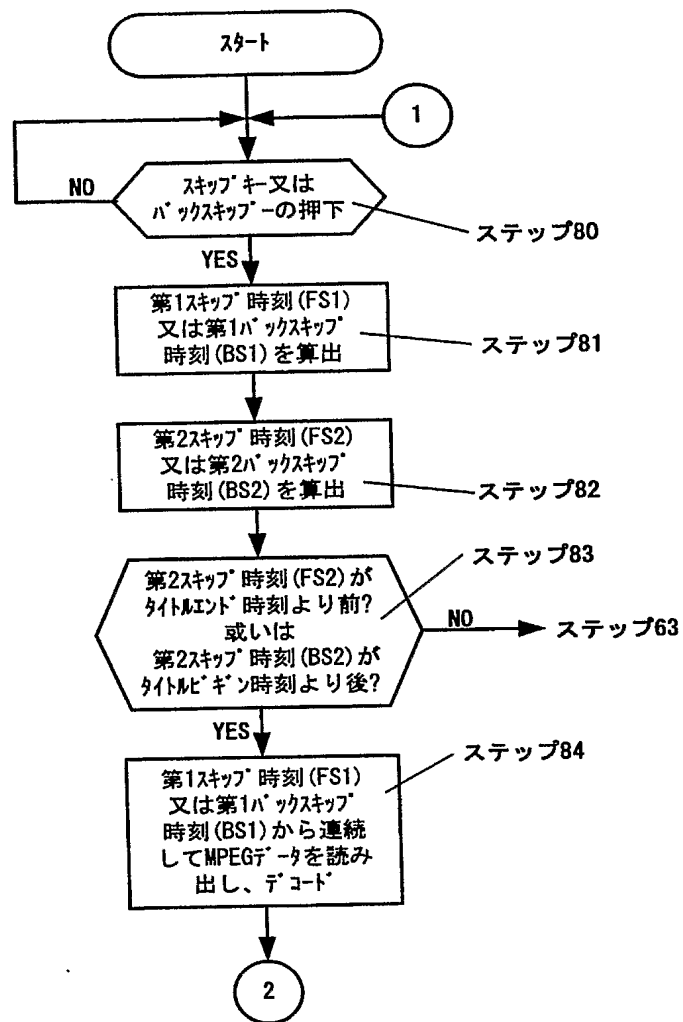 スタート
1
NO
スキップキー又は
バックスキップーの押下
ステップ80
YES
第1スキップ時刻(FS1)
又は第1バックスキップ
時刻(BS1)を算出
ステップ81
第2スキップ時刻(FS2)
又は第2バックスキップ
時刻(BS2)を算出
ステップ82
ステップ83
第2スキップ時刻(FS2)が
タイトルエンド時刻より前?
或いは
第2スキップ時刻(BS2)が
タイトルビギン時刻より後?
NO
ステップ63
YES
ステップ84
第1スキップ時刻(FS1)
又は第1バックスキップ
時刻(BS1)から連続
してMPEGデータを読み
出し、デコード
2